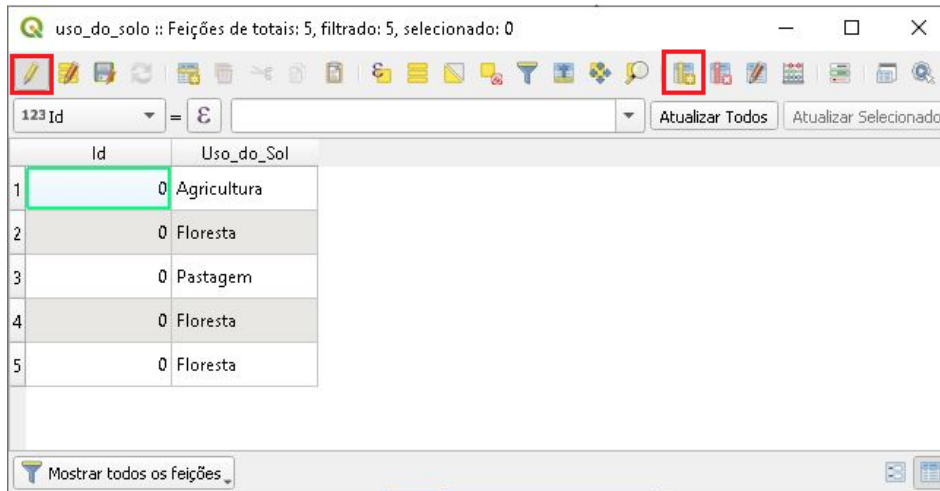 uso_do_solo :: Feições de totais: 5, filtrado: 5, selecionado: 0
123 Id = ε Atualizar Todos Atualizar Selecionado
Id Uso_do_Sol
1 0 Agricultura
2 0 Floresta
3 0 Pastagem
4 0 Floresta
5 0 Floresta
Mostrar todos os feições